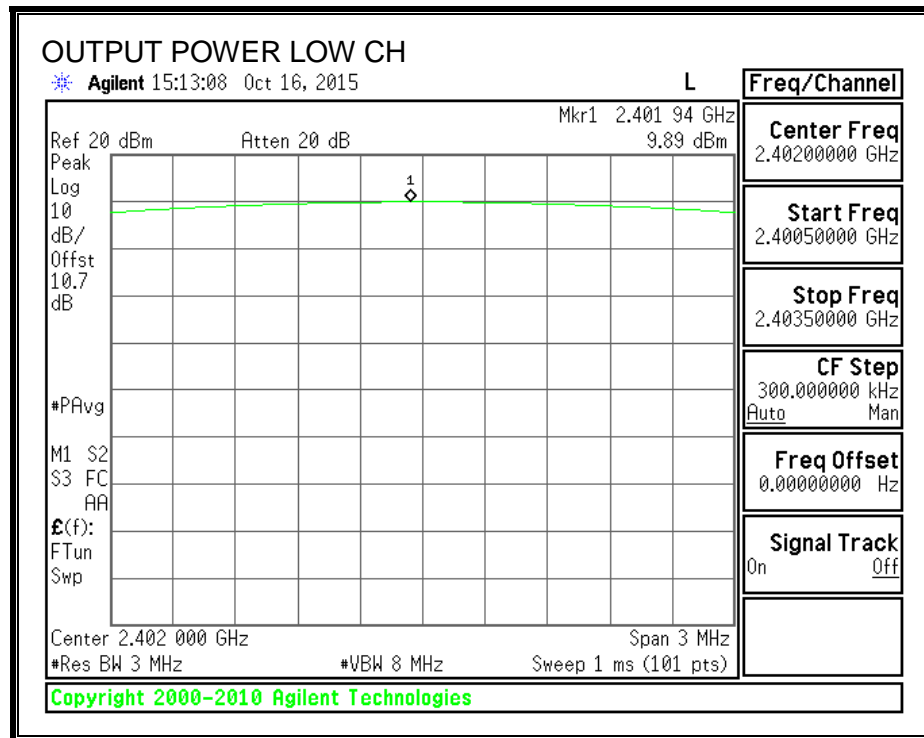 OUTPUT POWER LOW CH
Agilent 15:13:08 Oct 16, 2015 L
Mkr1 2.401 94 GHz
Ref 20 dBm Atten 20 dB 9.89 dBm
Peak
Log
10
dB/
Offst
10.7
dB
1
#PAvg
M1 S2
S3 FC
AA
£(f):
FTun
Swp
Center 2.402 000 GHz Span 3 MHz
#Res BW 3 MHz #VBW 8 MHz Sweep 1 ms (101 pts)
Copyright 2000-2010 Agilent Technologies
Freq/Channel
Center Freq
2.40200000 GHz
Start Freq
2.40050000 GHz
Stop Freq
2.40350000 GHz
CF Step
300.000000 kHz
Auto Man
Freq Offset
0.00000000 Hz
Signal Track
On Off